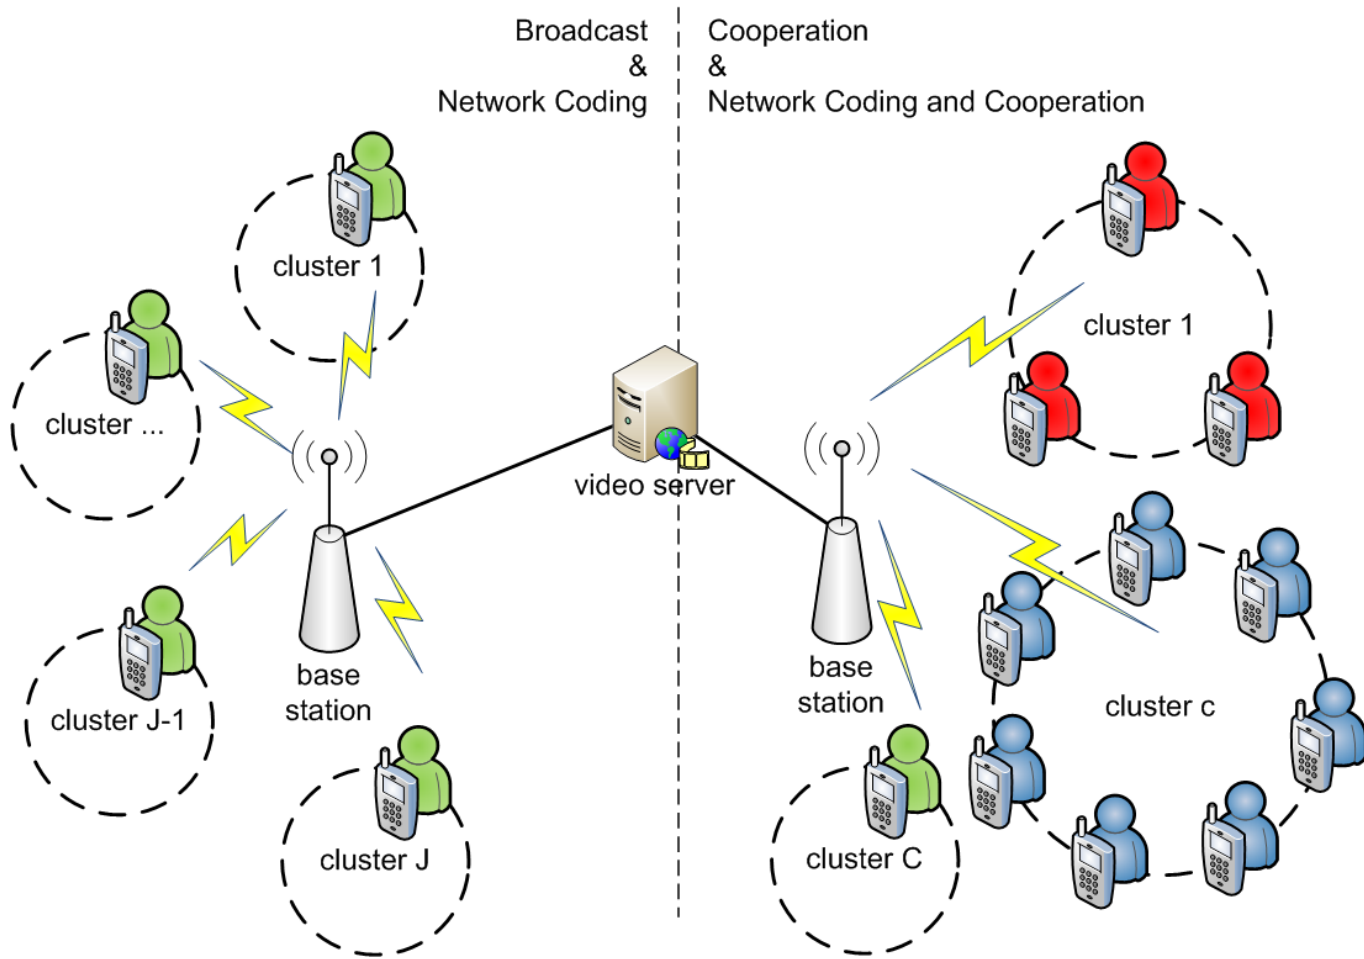 Broadcast
&
Network Coding
Cooperation
&
Network Coding and Cooperation
cluster 1
cluster ...
cluster J-1
cluster J
base
station
video server
cluster 1
cluster c
cluster C
base
station